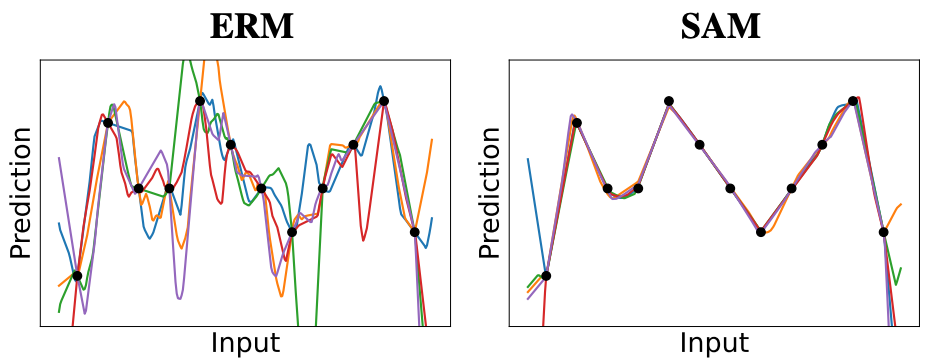 ERM
SAM
Prediction
Prediction
Input
Input